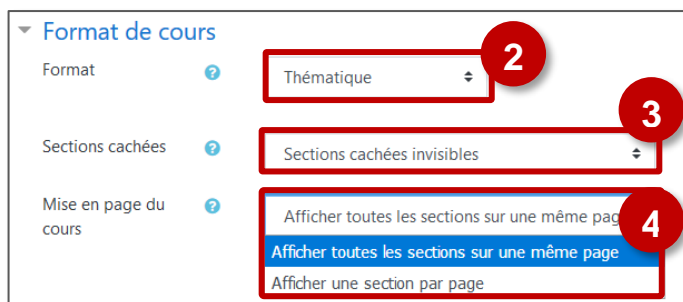 Format de cours
Format
Thématique
2
Sections cachées
Sections cachées invisibles
3
Mise en page du
cours
Afficher toutes les sections sur une même pag
4
Afficher toutes les sections sur une même page
Afficher une section par page